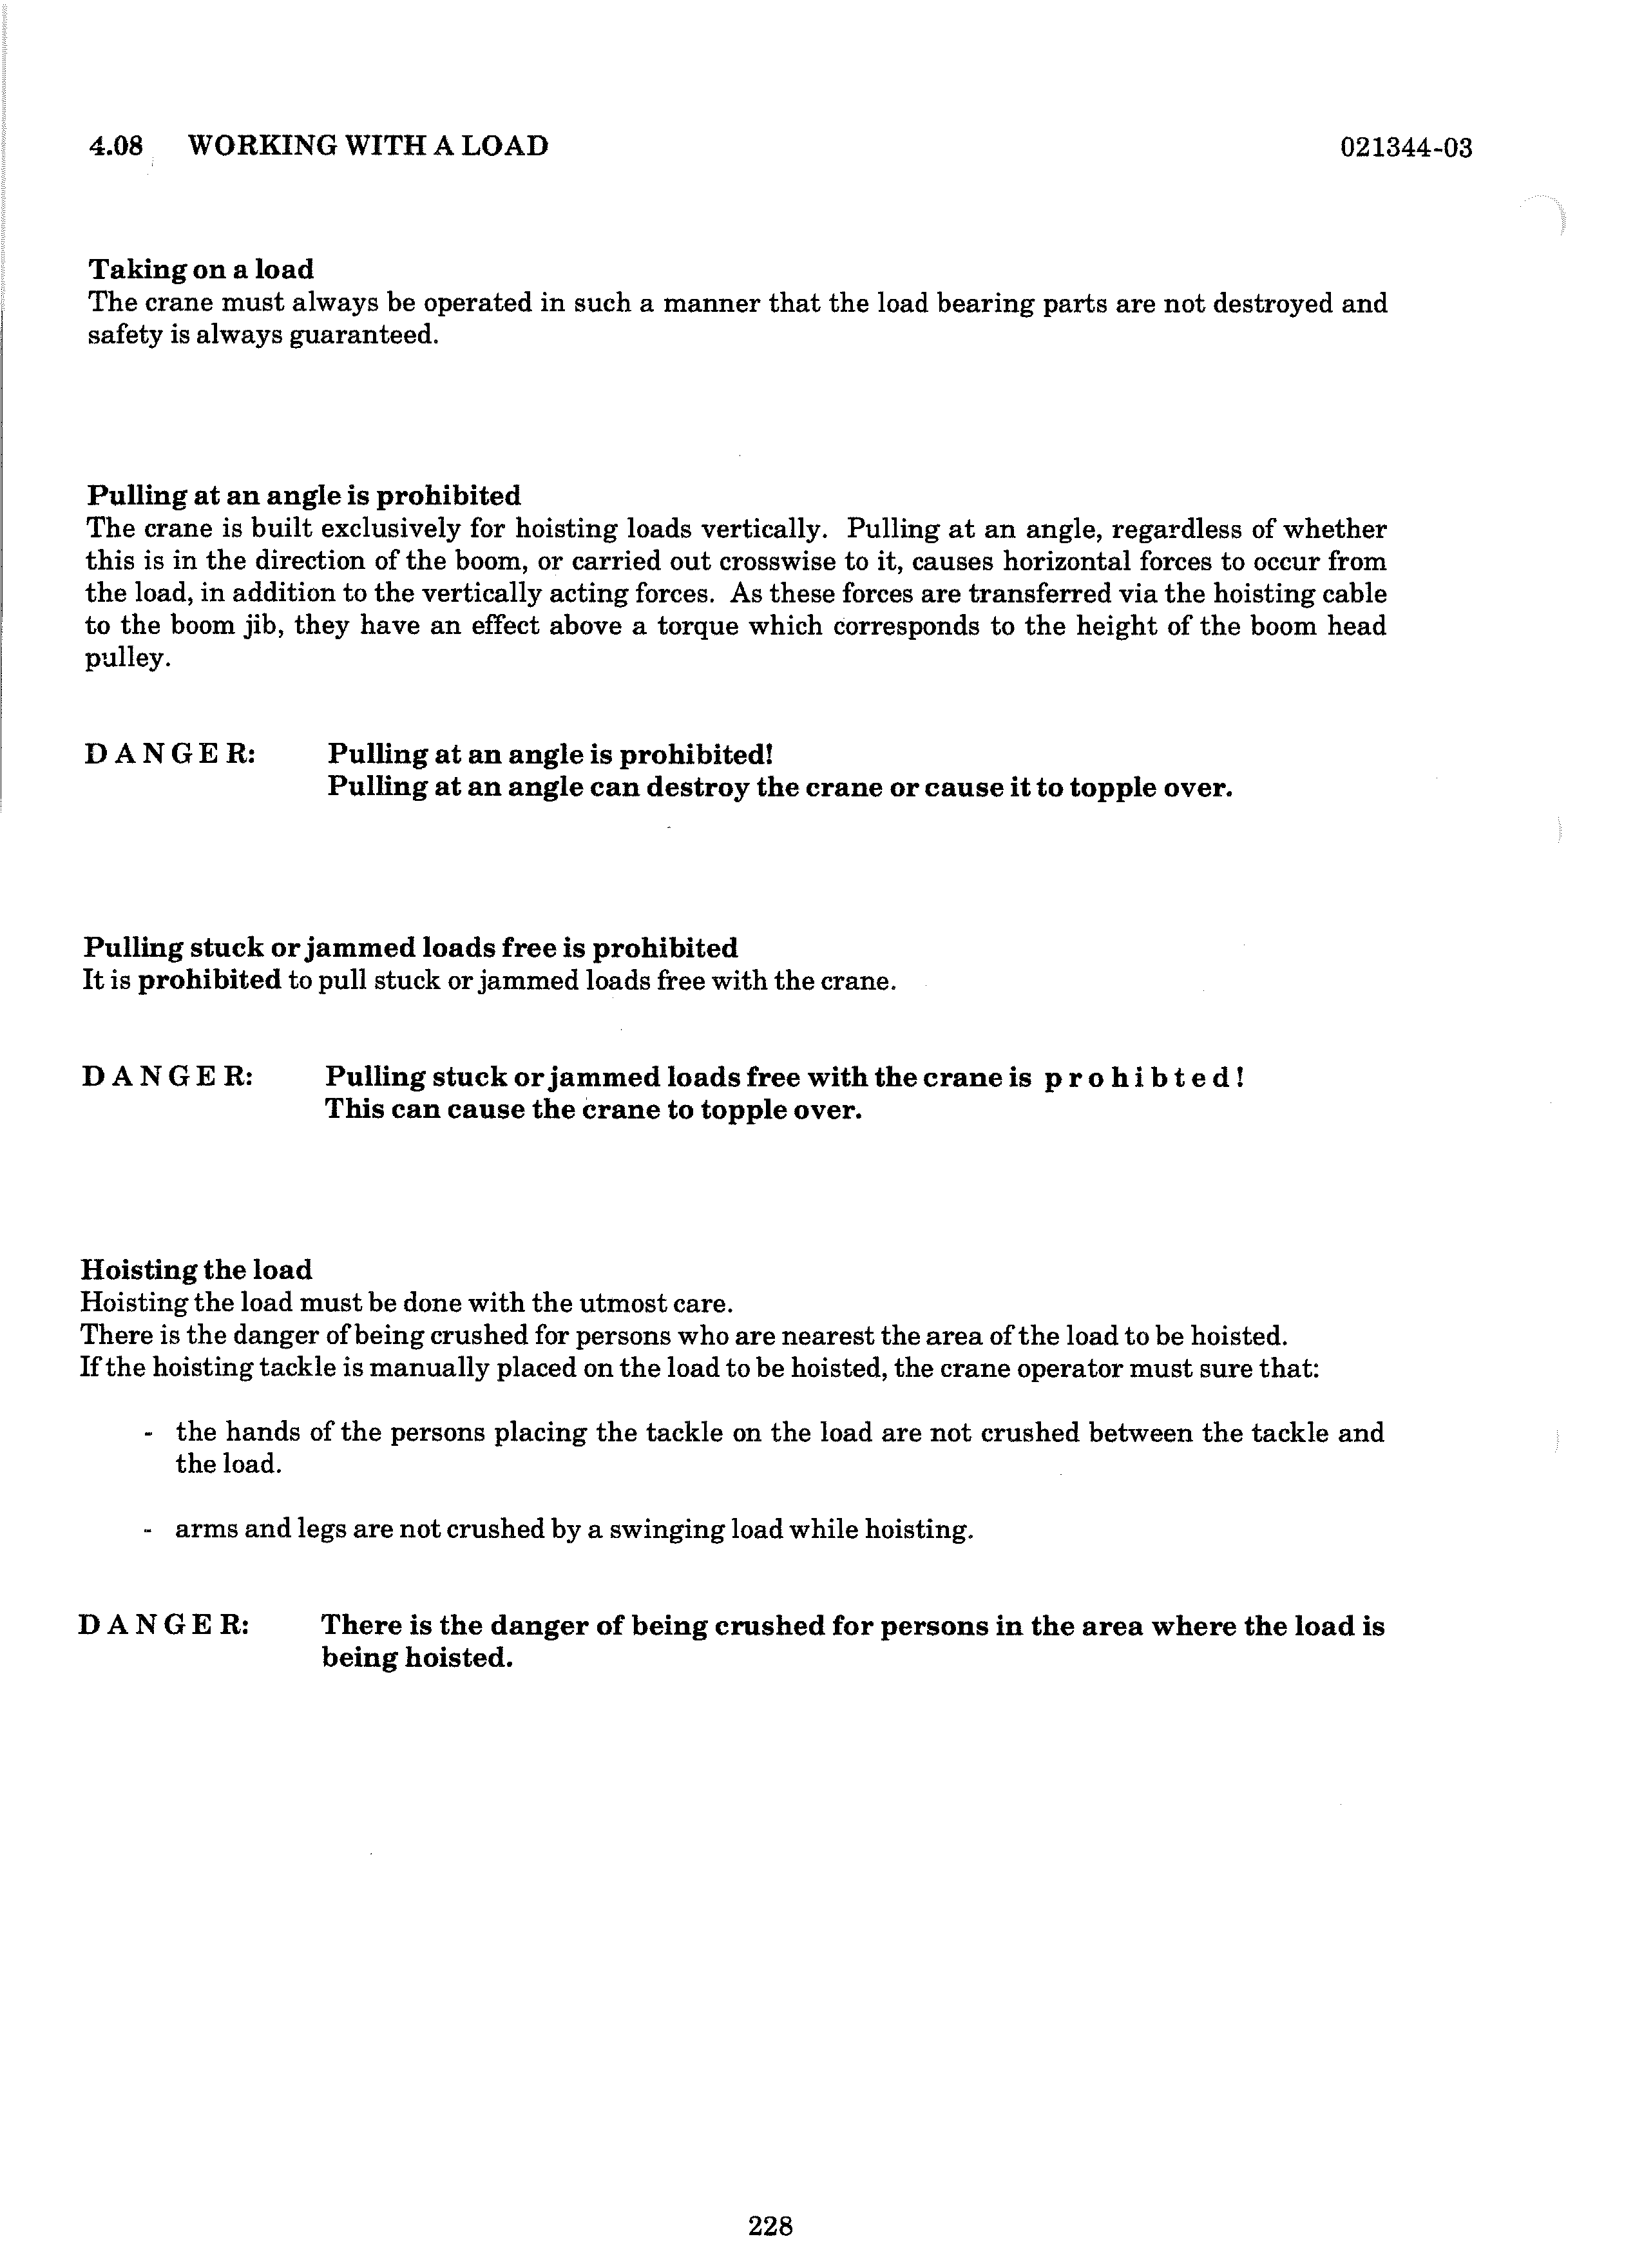 4.08 WORKING WITH A LOAD 021344-03
Taking on a load
The crane must always be operated in such a manner that the load bearing parts are not destroyed and
safety is always guaranteed.
Pulling at an angle is prohibited
The crane is built exclusively for hoisting loads vertically. Pulling at an angle, regardless of whether
this is in the direction of the boom, or carried out crosswise to it, causes horizontal forces to occur from
the load, in addition to the vertically acting forces. As these forces are transferred via the hoisting cable
to the boom jib, they have an effect above a torque which corresponds to the height of the boom head
pulley.
D A N G E R: Pulling at an angle is prohibited!
Pulling at an angle can destroy the crane or cause it to topple over.
Pulling stuck or jammed loads free is prohibited
It is prohibited to pull stuck or jammed loads free with the crane.
D A N G E R: Pulling stuck or jammed loads free with the crane is p r o h i b t e d !
This can cause the crane to topple over.
Hoisting the load
Hoisting the load must be done with the utmost care.
There is the danger of being crushed for persons who are nearest the area of the load to be hoisted.
If the hoisting tackle is manually placed on the load to be hoisted, the crane operator must sure that:
- the hands of the persons placing the tackle on the load are not crushed between the tackle and
the load.
- arms and legs are not crushed by a swinging load while hoisting.
D A N G E R: There is the danger of being crushed for persons in the area where the load is
being hoisted.
228